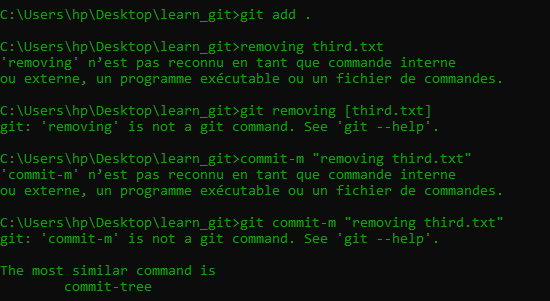 C:\Users\hp\Desktop\learn_git>git add .
C:\Users\hp\Desktop\learn_git>removing third.txt
'removing' n’est pas reconnu en tant que commande interne
ou externe, un programme exécutable ou un fichier de commandes.
C:\Users\hp\Desktop\learn_git>git removing [third.txt]
git: 'removing' is not a git command. See 'git --help'.
C:\Users\hp\Desktop\learn_git>commit-m "removing third.txt"
'commit-m' n’est pas reconnu en tant que commande interne
ou externe, un programme exécutable ou un fichier de commandes.
C:\Users\hp\Desktop\learn_git>git commit-m "removing third.txt"
git: 'commit-m' is not a git command. See 'git --help'.
The most similar command is
commit-tree